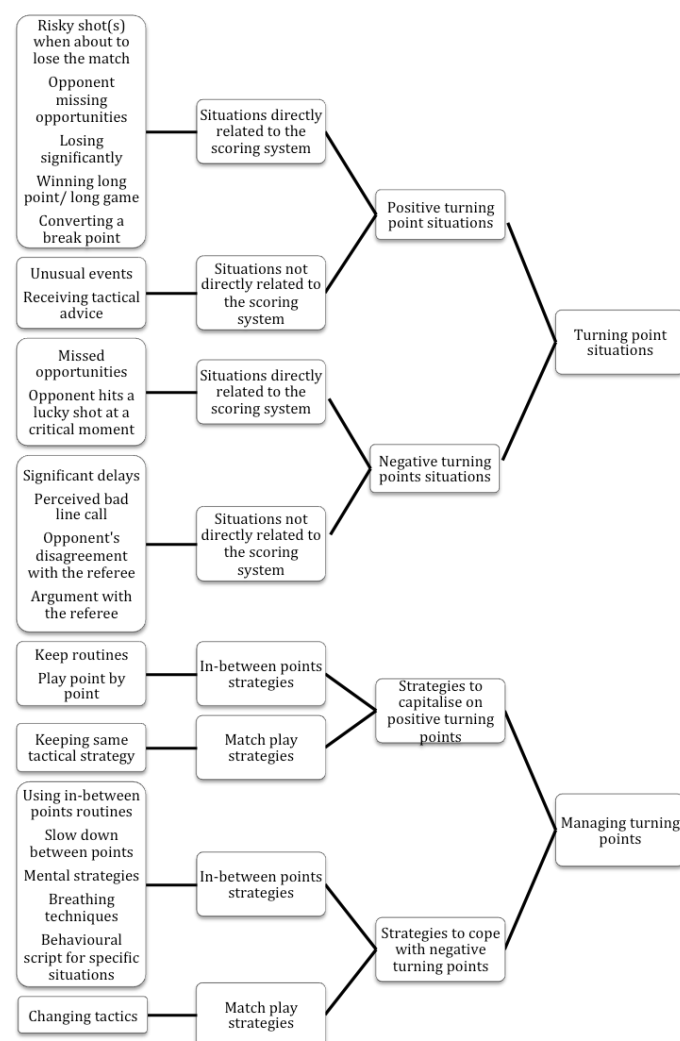 Risky shot(s)
when about to
lose the match
Opponent
missing
opportunities
Losing
significantly
Winning long
point/ long game
Converting a
break point
Situations directly
related to the
scoring system
Positive turning
point situations
Unusual events
Receiving tactical
advice
Situations not
directly related to
the scoring
system
Turning point
situations
Missed
opportunities
Opponent hits a
lucky shot at a
critical moment
Situations directly
related to the
scoring system
Negative turning
points situations
Significant delays
Perceived bad
line call
Opponent's
disagreement
with the referee
Argument with
the referee
Situations not
directly related to
the scoring
system
Keep routines
Play point by
point
In-between points
strategies
Strategies to
capitalise on
positive turning
points
Keeping same
tactical strategy
Match play
strategies
Managing turning
points
Using in-between
points routines
Slow down
between points
Mental strategies
Breathing
techniques
Behavioural
script for specific
situations
In-between points
strategies
Strategies to cope
with negative
turning points
Changing tactics
Match play
strategies